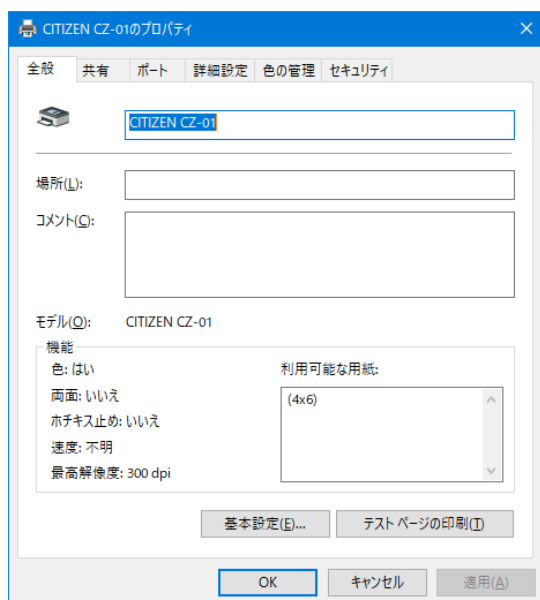 CITIZEN CZ-01のプロパティ
全般 共有 ポート 詳細設定 色の管理 セキュリティ
CITIZEN CZ-01
場所(L):
コメント(C):
モデル(O): CITIZEN CZ-01
機能
色: はい 利用可能な用紙:
両面: いいえ (4x6)
ホチキス止め: いいえ
速度: 不明
最高解像度: 300 dpi
基本設定(E)... テスト ページの印刷(T)
OK キャンセル 適用(A)